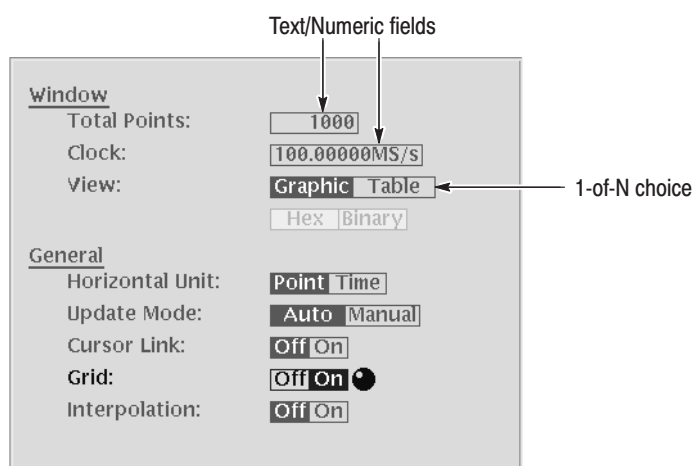 Text/Numeric fields
Window
Total Points: 1000
Clock: 100.00000MS/s
View: Graphic Table
1-of-N choice
Hex Binary
General
Horizontal Unit: Point Time
Update Mode: Auto Manual
Cursor Link: Off On
Grid: Off On
Interpolation: Off On